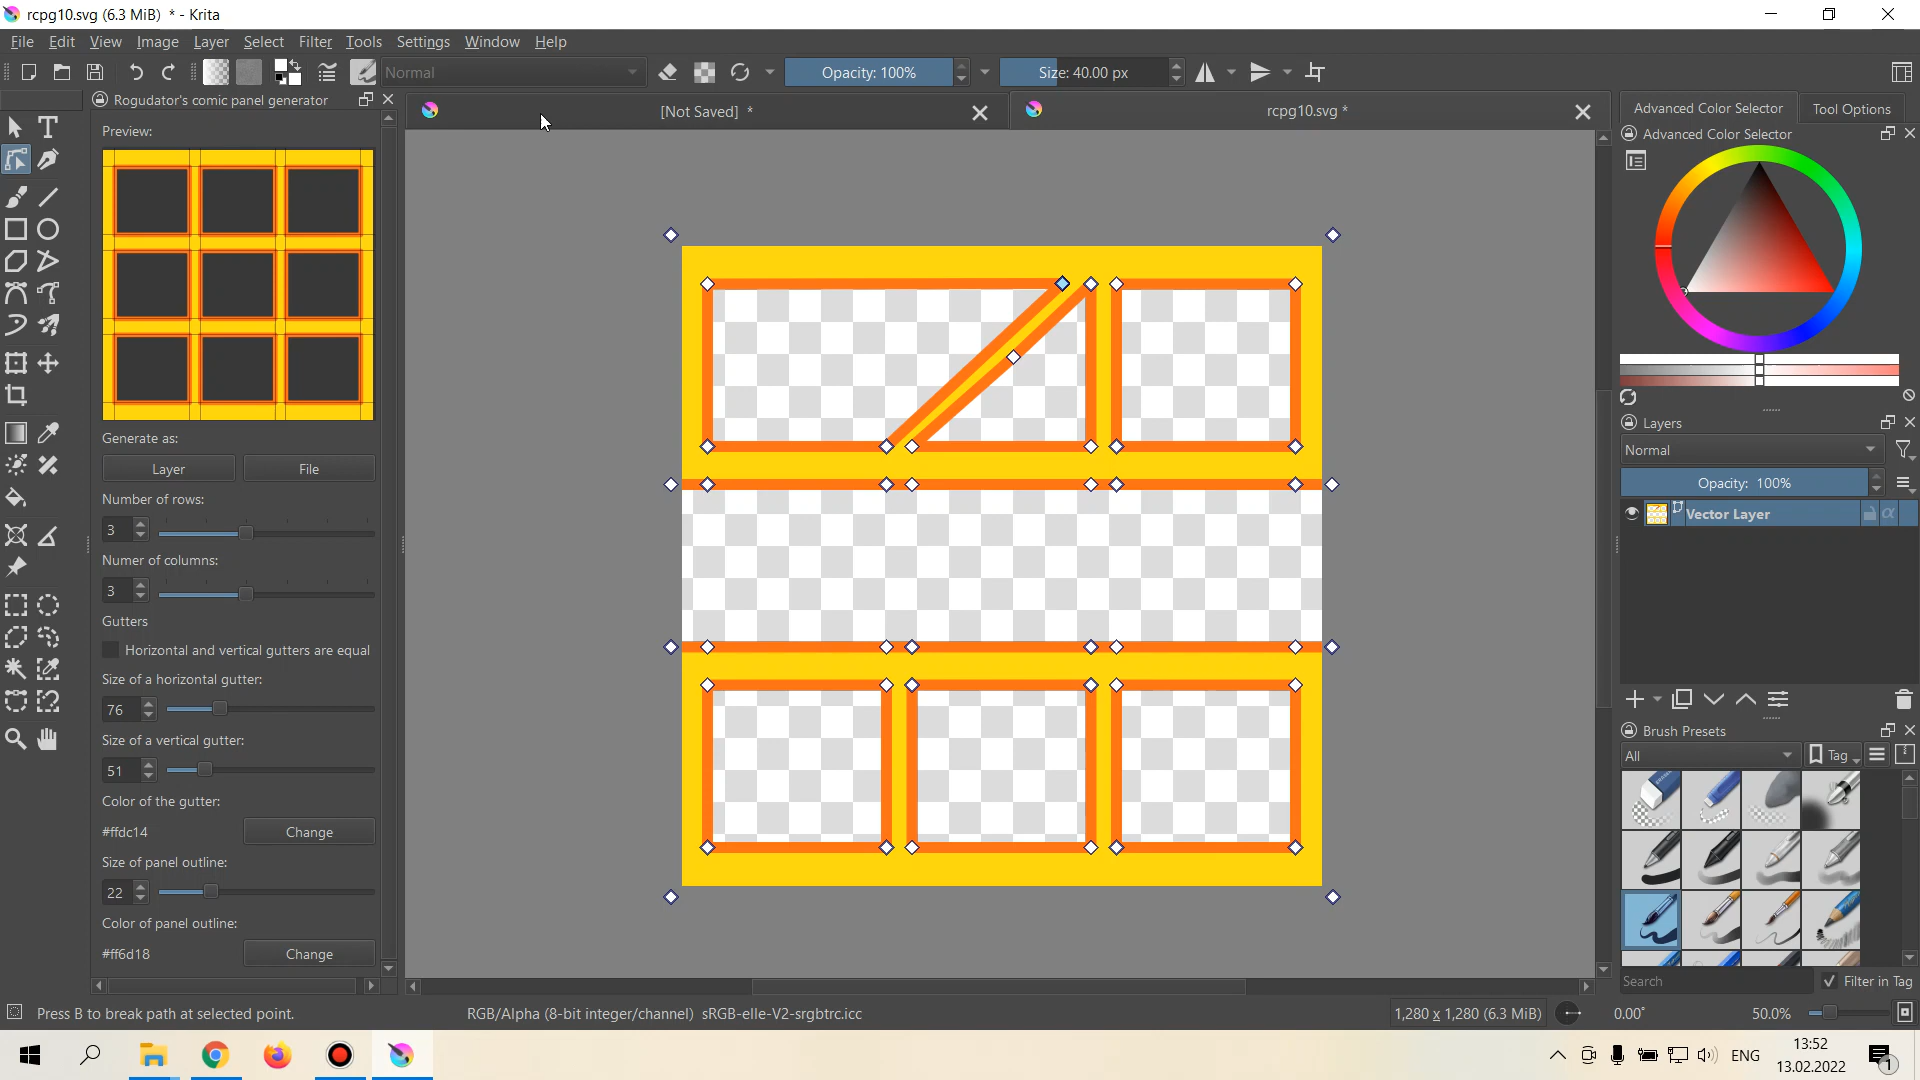 rcpg10.svg (6.3 MiB)  * - Krita
File Edit View Image Layer Select Filter Tools Settings Window Help
Normal
Opacity: 100%
Size: 40.00 px
Rogudator's comic panel generator
[Not Saved] *
rcpg10.svg *
Advanced Color Selector
Tool Options
Advanced Color Selector
Preview:
Generate as:
Layer
File
Number of rows:
3
Numer of columns:
3
Gutters
Horizontal and vertical gutters are equal
Size of a horizontal gutter:
76
Size of a vertical gutter:
51
Color of the gutter:
#ffdc14
Change
Size of panel outline:
22
Color of panel outline:
#ff6d18
Change
Layers
Normal
Opacity: 100%
Vector Layer
Brush Presets
All
Tag
Search
Filter in Tag
Press B to break path at selected point.
RGB/Alpha (8-bit integer/channel) sRGB-elle-V2-srgbtrc.icc
1,280 x 1,280 (6.3 MiB)
0.00°
50.0%
ENG
13:52
13.02.2022
1